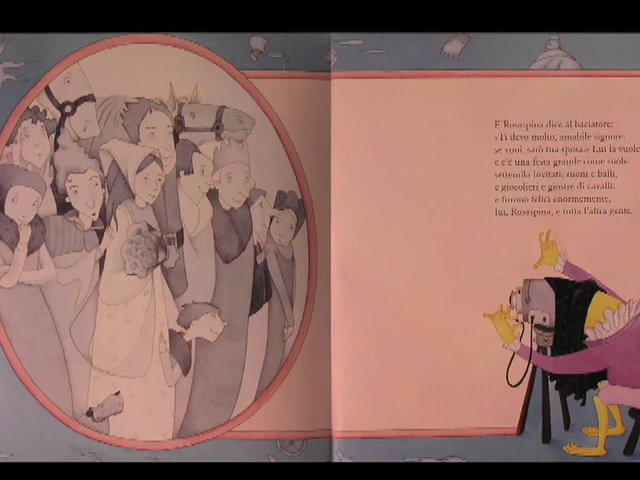 E Rosaspina dice al baciatore:
«Ti devo molto, amabile signore:
se vuoi, sarò tua sposa.» Lui la vuole
e c'è una festa grande come suole:
settemila invitati, suoni e balli,
e giocolieri e giostre di cavalli:
e furono felici enormemente,
lui, Rosaspina, e tutta l'altra gente.